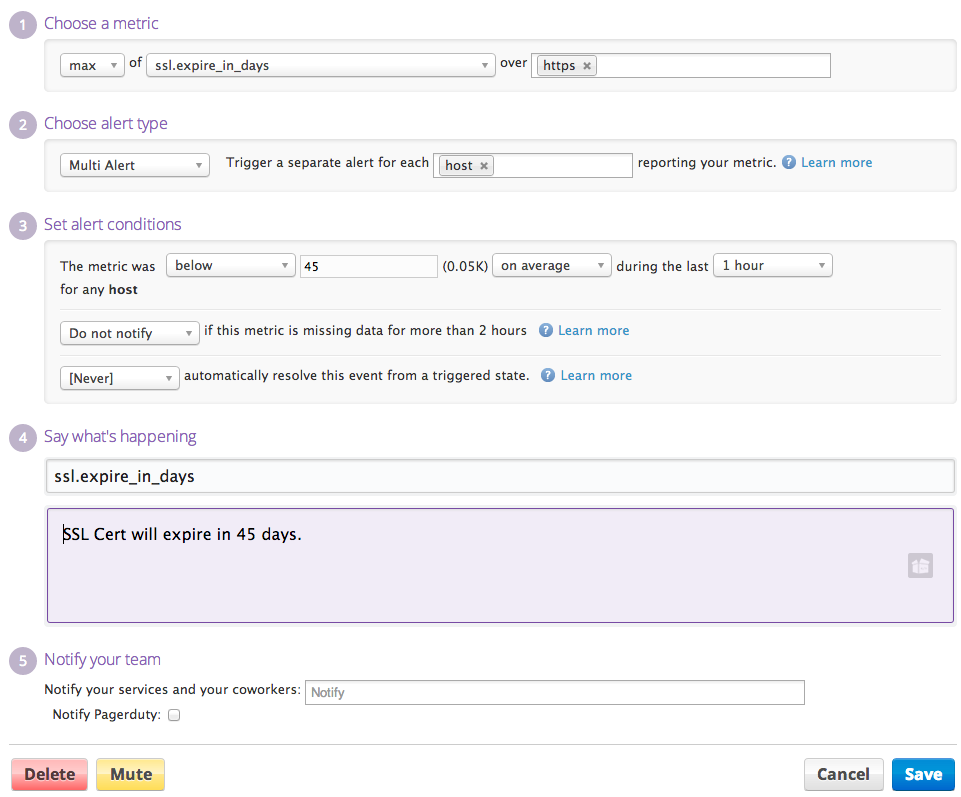 1 Choose a metric
max of ssl.expire_in_days over https ×
2 Choose alert type
Multi Alert Trigger a separate alert for each host × reporting your metric. ? Learn more
3 Set alert conditions
The metric was below 45 (0.05K) on average during the last 1 hour
for any host
Do not notify if this metric is missing data for more than 2 hours ? Learn more
[Never] automatically resolve this event from a triggered state. ? Learn more
4 Say what's happening
ssl.expire_in_days
SSL Cert will expire in 45 days.
5 Notify your team
Notify your services and your coworkers: Notify
Notify Pagerduty:
Delete Mute Cancel Save